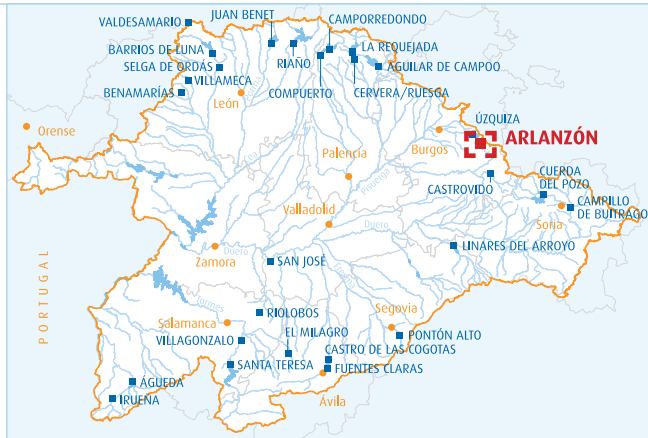 VALDESAMARIO
JUAN BENET
CAMPORREDONDO
BARRIOS DE LUNA
LA REQUEJADA
SELGA DE ORDÁS
RIAÑO
AGUILAR DE CAMPOO
VILLAMECA
BENAMARÍAS
León
COMPUERTO
CERVERA/RUESGA
Orense
ÚZQUIZA
ARLANZÓN
Burgos
Palencia
Pisuerga
CASTROVIDO
CUERDA
DEL POZO
CAMPILLO
DE BUITRAGO
Soria
Valladolid
Duero
Duero
LINARES DEL ARROYO
Zamora
SAN JOSÉ
PORTUGAL
Tormes
RIOLOBOS
Segovia
Salamanca
EL MILAGRO
PONTÓN ALTO
VILLAGONZALO
CASTRO DE LAS COGOTAS
SANTA TERESA
FUENTES CLARAS
ÁGUEDA
IRUEÑA
Ávila